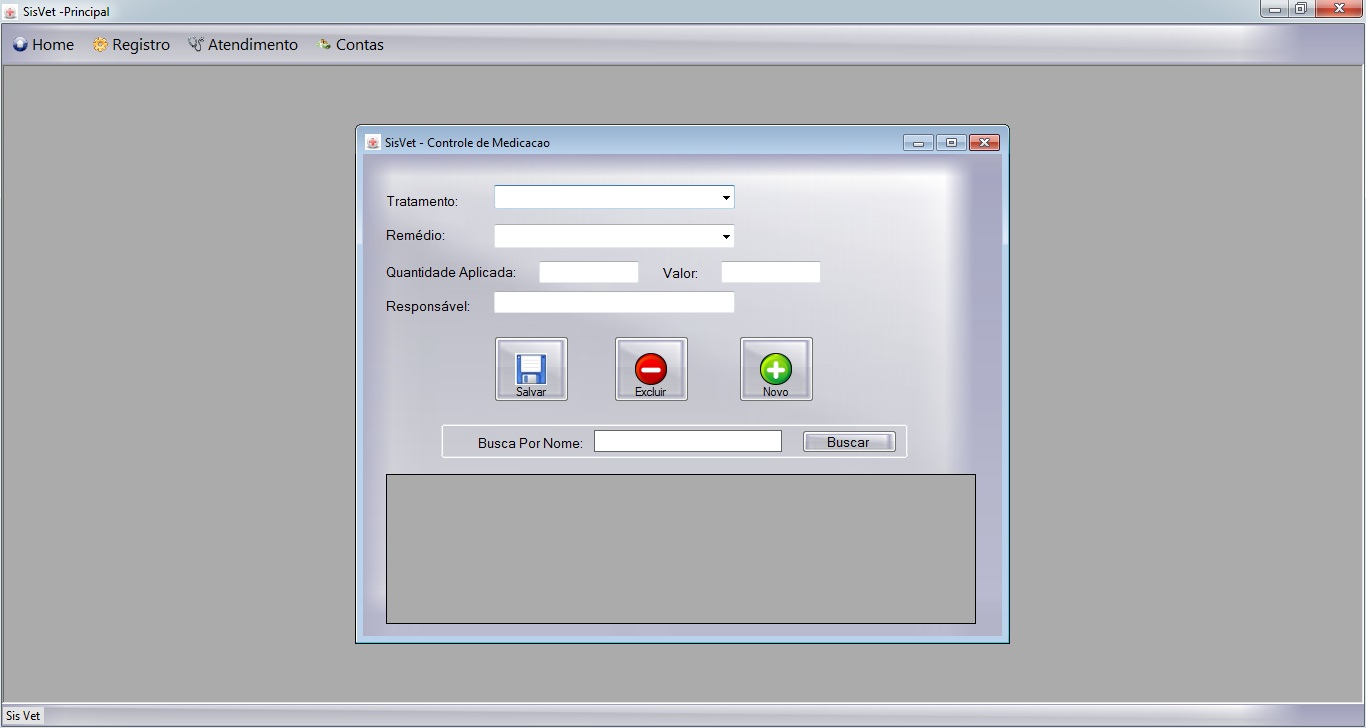 SisVet -Principal
Home Registro Atendimento Contas
SisVet - Controle de Medicacao
Tratamento:
Remédio:
Quantidade Aplicada: Valor:
Responsável:
Salvar Excluir Novo
Busca Por Nome: Buscar
Sis Vet